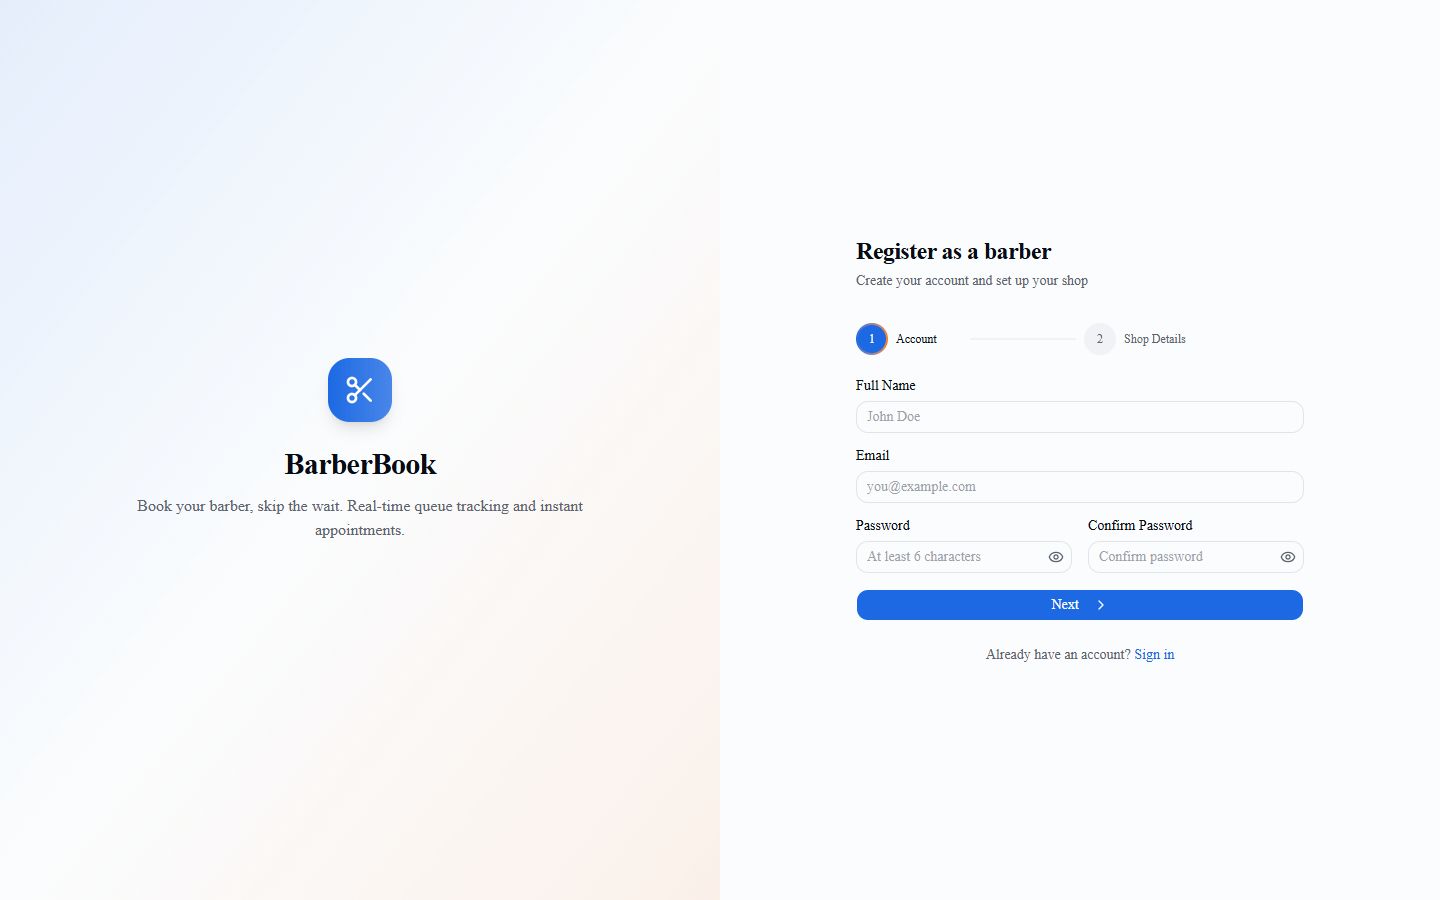 BarberBook
Book your barber, skip the wait. Real-time queue tracking and instant
appointments.
Register as a barber
Create your account and set up your shop
1 Account
2 Shop Details
Full Name
John Doe
Email
you@example.com
Password
At least 6 characters
Confirm Password
Confirm password
Next
Already have an account? Sign in